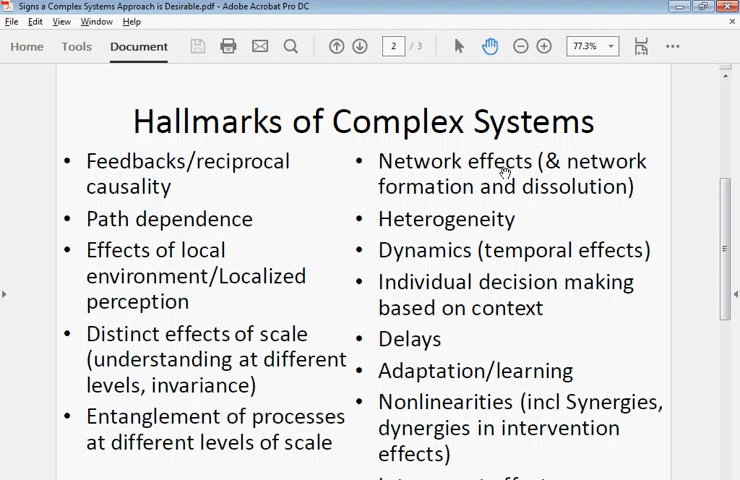 Signs a Complex Systems Approach is Desirable.pdf - Adobe Acrobat Pro DC
File Edit View Window Help
Home Tools Document 2 / 3 77.3%
Hallmarks of Complex Systems
• Feedbacks/reciprocal
causality
• Path dependence
• Effects of local
environment/Localized
perception
• Distinct effects of scale
(understanding at different
levels, invariance)
• Entanglement of processes
at different levels of scale
• Network effects (& network
formation and dissolution)
• Heterogeneity
• Dynamics (temporal effects)
• Individual decision making
based on context
• Delays
• Adaptation/learning
• Nonlinearities (incl Synergies,
dynergies in intervention
effects)